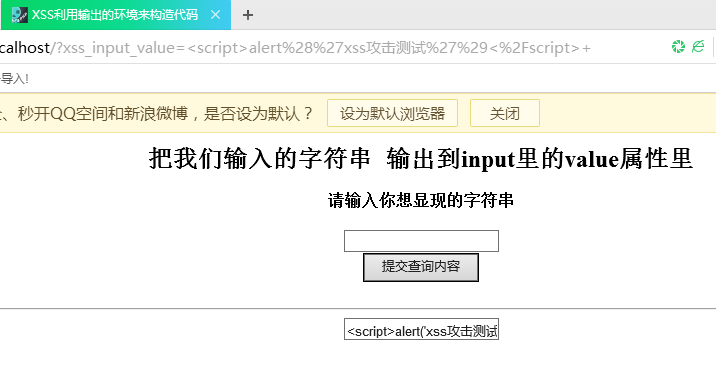 XSS利用输出的环境来构造代码
calhost/?xss_input_value=<script>alert%28%27xss攻击测试%27%29<%2Fscript>+
导入!
、秒开QQ空间和新浪微博，是否设为默认？ 设为默认浏览器 关闭
把我们输入的字符串 输出到input里的value属性里
请输入你想显现的字符串
提交查询内容
<script>alert('xss攻击测试